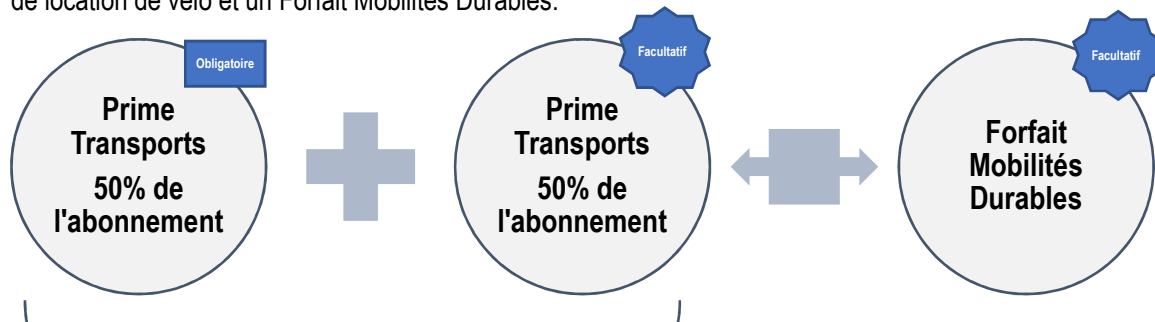 de location de vélo et un Forfait Mobilités Durables.
Obligatoire
Prime
Transports
50% de
l'abonnement
Facultatif
Prime
Transports
50% de
l'abonnement
Facultatif
Forfait
Mobilités
Durables